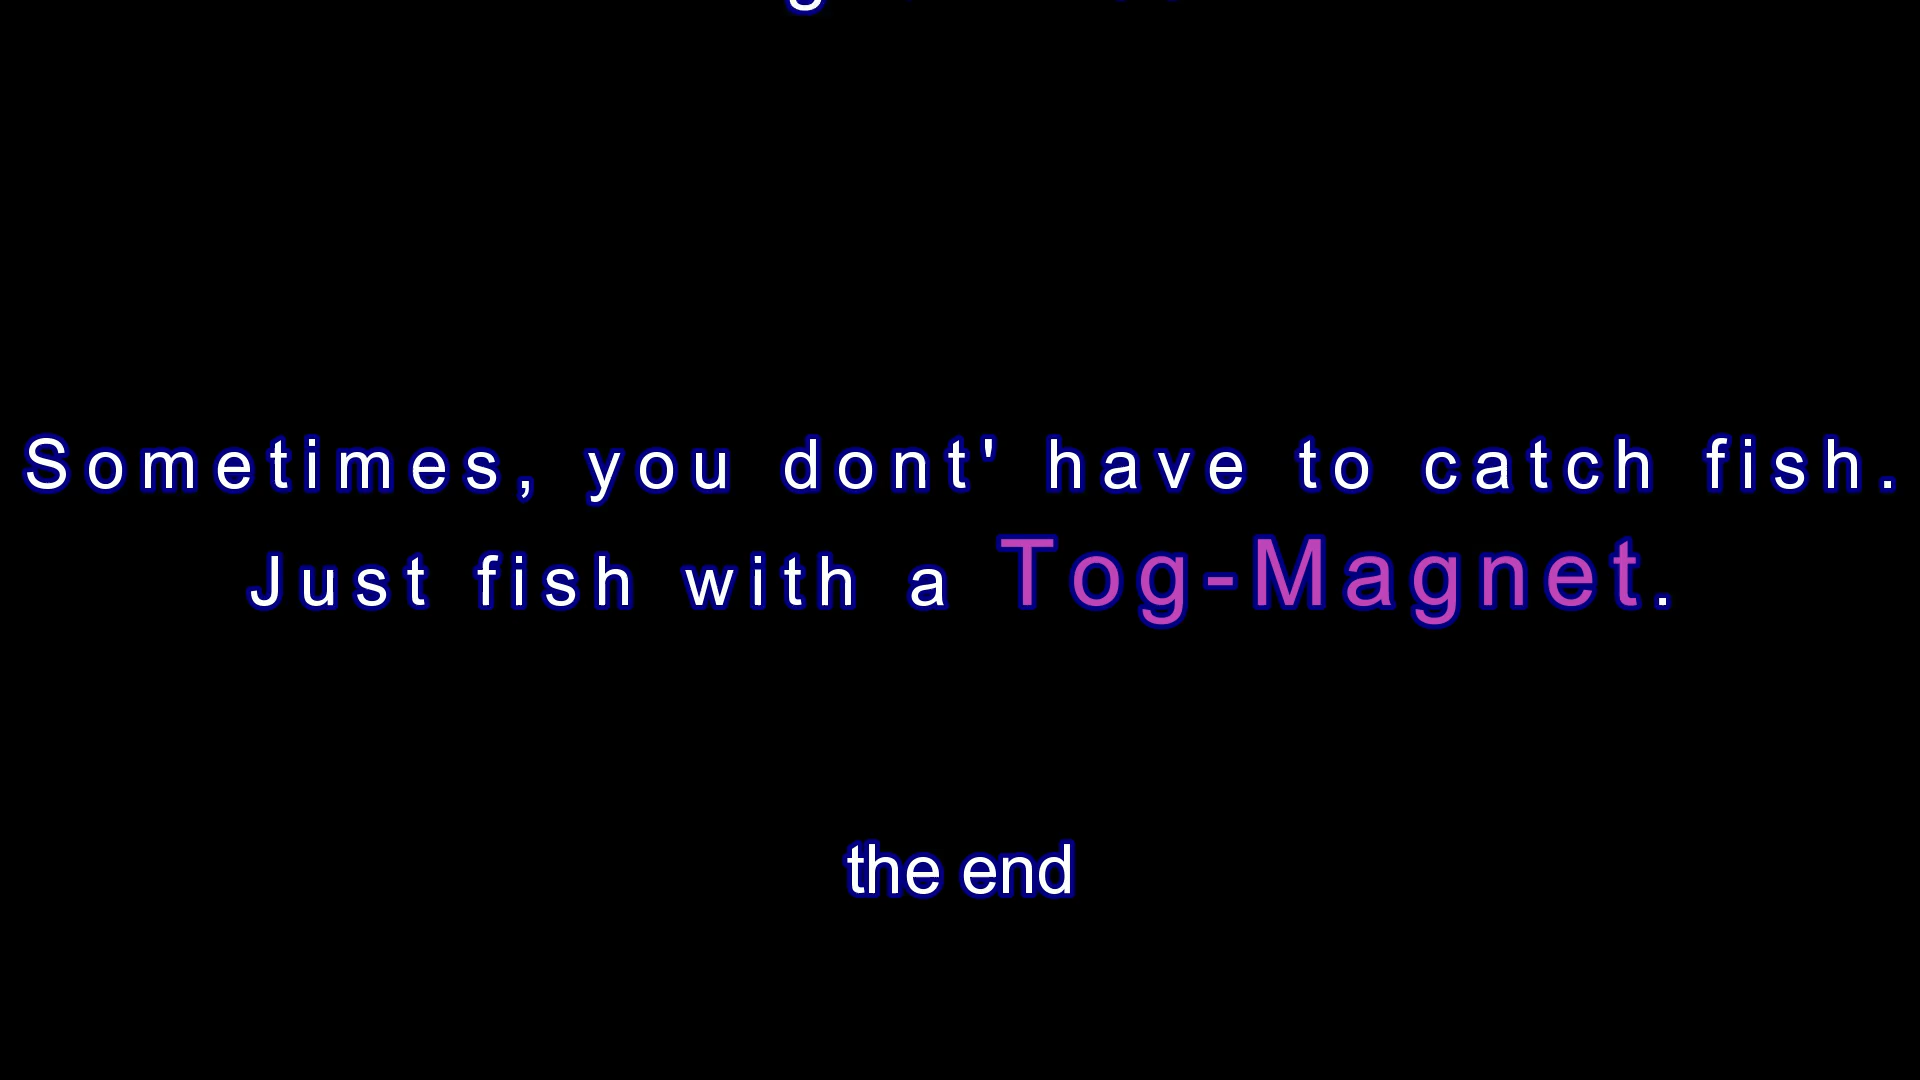 Sometimes, you dont' have to catch fish.
Just fish with a Tog-Magnet.
the end